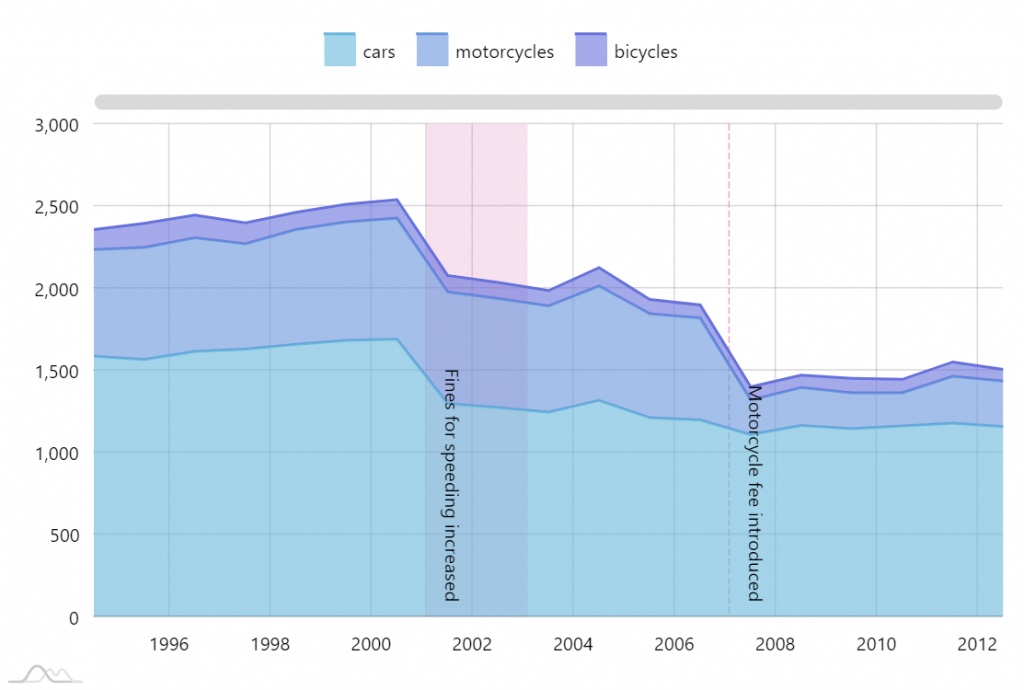 cars motorcycles bicycles
3,000
2,500
2,000
1,500
1,000
500
0
Fines for speeding increased
Motorcycle fee introduced
1996 1998 2000 2002 2004 2006 2008 2010 2012